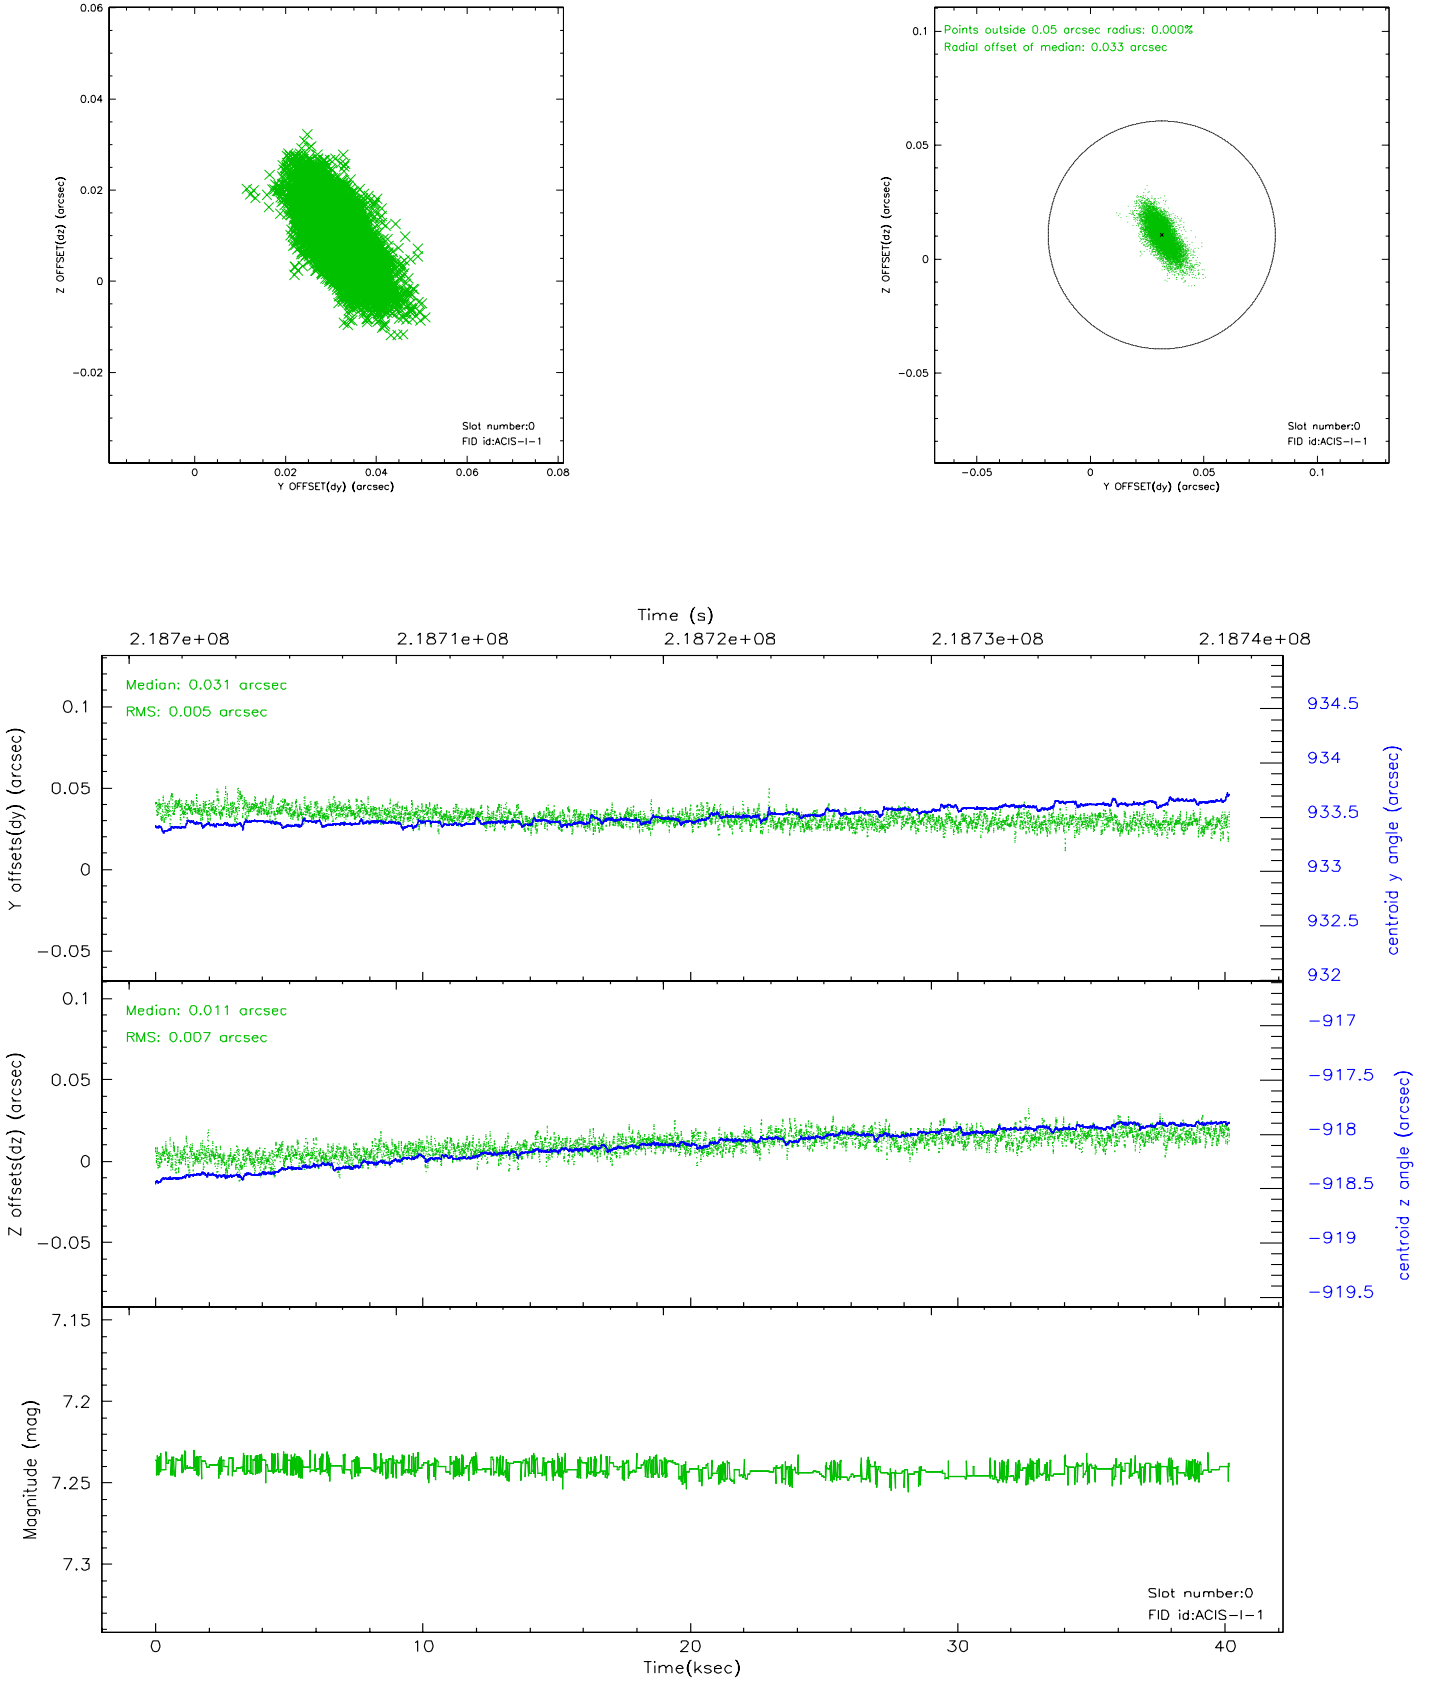 0.06
0.04
0.02
0
−0.02
Z OFFSET(dz) (arcsec)
Slot number:0
FID id:ACIS−I−1
0
0.02
0.04
0.06
0.08
Y OFFSET(dy) (arcsec)
Points outside 0.05 arcsec radius: 0.000%
Radial offset of median: 0.033 arcsec
0.1
0.05
0
−0.05
Z OFFSET(dz) (arcsec)
Slot number:0
FID id:ACIS−I−1
−0.05
0
0.05
0.1
Y OFFSET(dy) (arcsec)
Time (s)
2.187e+08
2.1871e+08
2.1872e+08
2.1873e+08
2.1874e+08
Median: 0.031 arcsec
RMS: 0.005 arcsec
0.1
0.05
0
−0.05
Y offsets(dy) (arcsec)
934.5
934
933.5
933
932.5
932
centroid y angle (arcsec)
Median: 0.011 arcsec
RMS: 0.007 arcsec
0.1
0.05
0
−0.05
Z offsets(dz) (arcsec)
−917
−917.5
−918
−918.5
−919
−919.5
centroid z angle (arcsec)
7.15
7.2
7.25
7.3
Magnitude (mag)
Slot number:0
FID id:ACIS−I−1
0
10
20
30
40
Time(ksec)